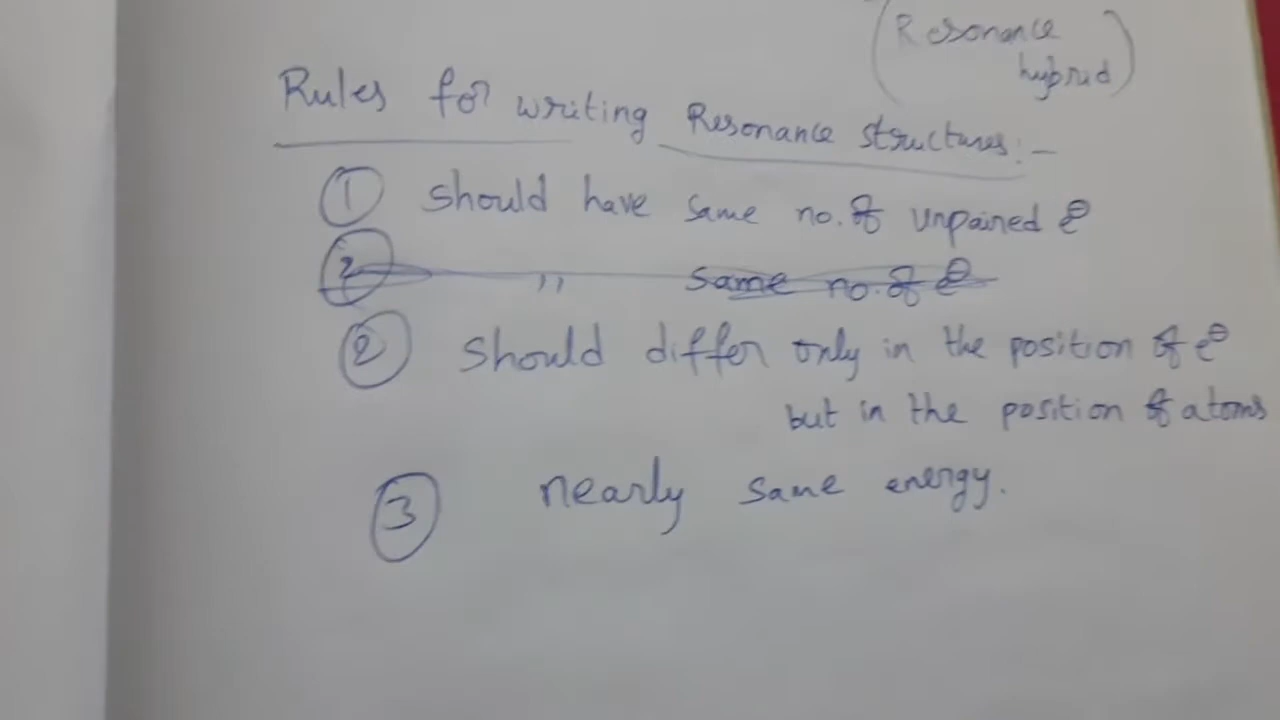 (Resonance
hybrid)
Rules for writing Resonance structures:-
① should have same no. of unpaired e⊖
② ,, same no. of e⊖
② should differ only in the position of e⊖
but in the position of atoms
③ nearly same energy.